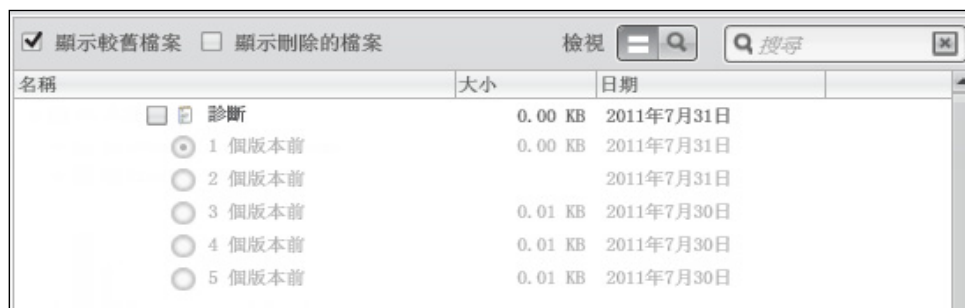 顯示較舊檔案 顯示刪除的檔案 檢視 搜尋
名稱 大小 日期
診斷 0.00 KB 2011年7月31日
1 個版本前 0.00 KB 2011年7月31日
2 個版本前 2011年7月31日
3 個版本前 0.01 KB 2011年7月30日
4 個版本前 0.01 KB 2011年7月30日
5 個版本前 0.01 KB 2011年7月30日